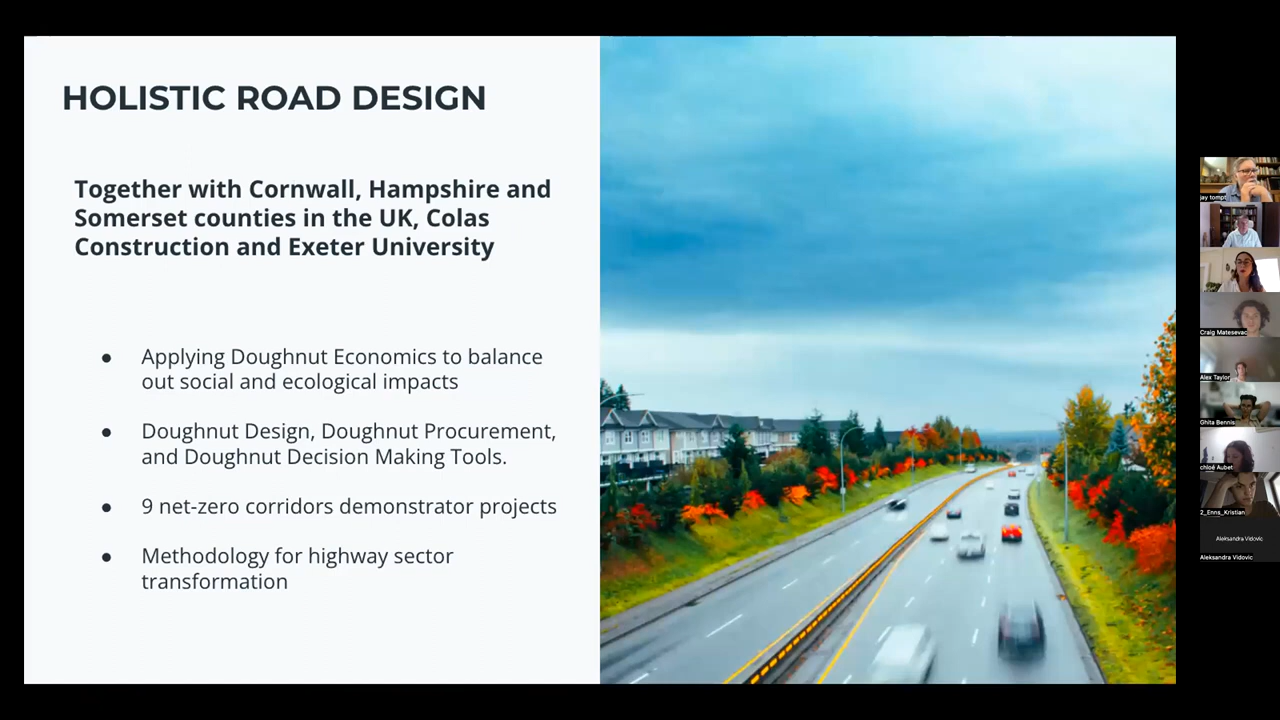 HOLISTIC ROAD DESIGN
Together with Cornwall, Hampshire and
Somerset counties in the UK, Colas
Construction and Exeter University
● Applying Doughnut Economics to balance
out social and ecological impacts
● Doughnut Design, Doughnut Procurement,
and Doughnut Decision Making Tools.
● 9 net-zero corridors demonstrator projects
● Methodology for highway sector
transformation
jay tompt
Craig Matesevac
Alex Taylor
Ghita Bennis
chloé Aubet
2_Enns_Kristian
Aleksandra Vidovic
Aleksandra Vidovic